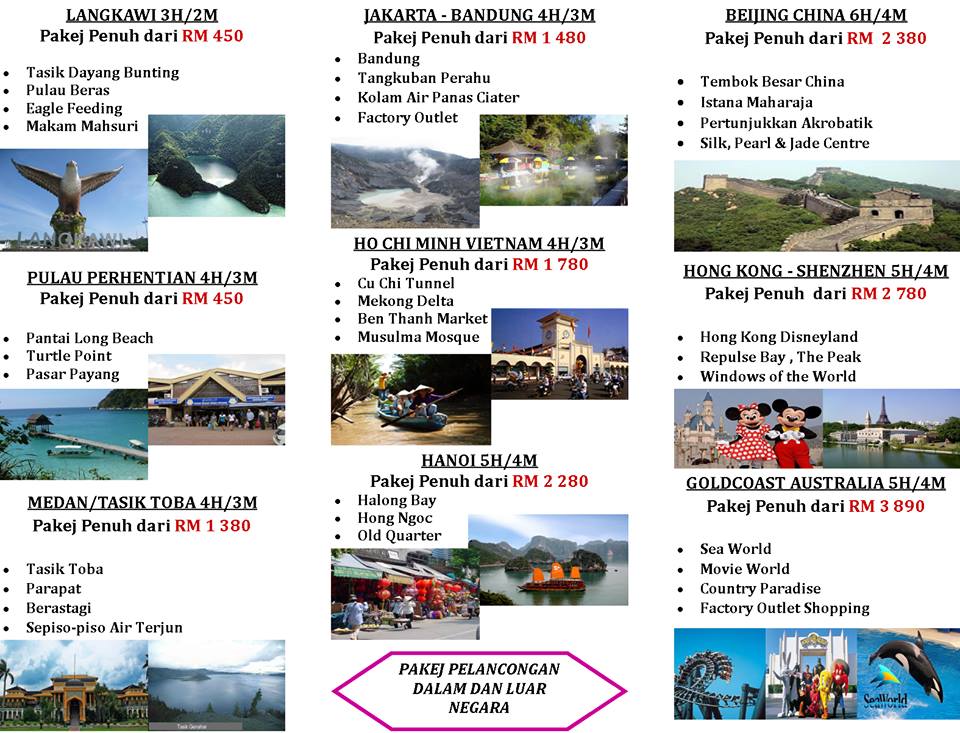 LANGKAWI 3H/2M
Pakej Penuh dari RM 450
• Tasik Dayang Bunting
• Pulau Beras
• Eagle Feeding
• Makam Mahsuri
LANGKAWI
PULAU PERHENTIAN 4H/3M
Pakej Penuh dari RM 450
• Pantai Long Beach
• Turtle Point
• Pasar Payang
MEDAN/TASIK TOBA 4H/3M
Pakej Penuh dari RM 1 380
• Tasik Toba
• Parapat
• Berastagi
• Sepiso-piso Air Terjun
JAKARTA - BANDUNG 4H/3M
Pakej Penuh dari RM 1 480
• Bandung
• Tangkuban Perahu
• Kolam Air Panas Ciater
• Factory Outlet
HO CHI MINH VIETNAM 4H/3M
Pakej Penuh dari RM 1 780
• Cu Chi Tunnel
• Mekong Delta
• Ben Thanh Market
• Musulma Mosque
HANOI 5H/4M
Pakej Penuh dari RM 2 280
• Halong Bay
• Hong Ngoc
• Old Quarter
PAKEJ PELANCONGAN
DALAM DAN LUAR
NEGARA
BEIJING CHINA 6H/4M
Pakej Penuh dari RM 2 380
• Tembok Besar China
• Istana Maharaja
• Pertunjukkan Akrobatik
• Silk, Pearl & Jade Centre
HONG KONG - SHENZHEN 5H/4M
Pakej Penuh dari RM 2 780
• Hong Kong Disneyland
• Repulse Bay , The Peak
• Windows of the World
GOLDCOAST AUSTRALIA 5H/4M
Pakej Penuh dari RM 3 890
• Sea World
• Movie World
• Country Paradise
• Factory Outlet Shopping
SeaWorld